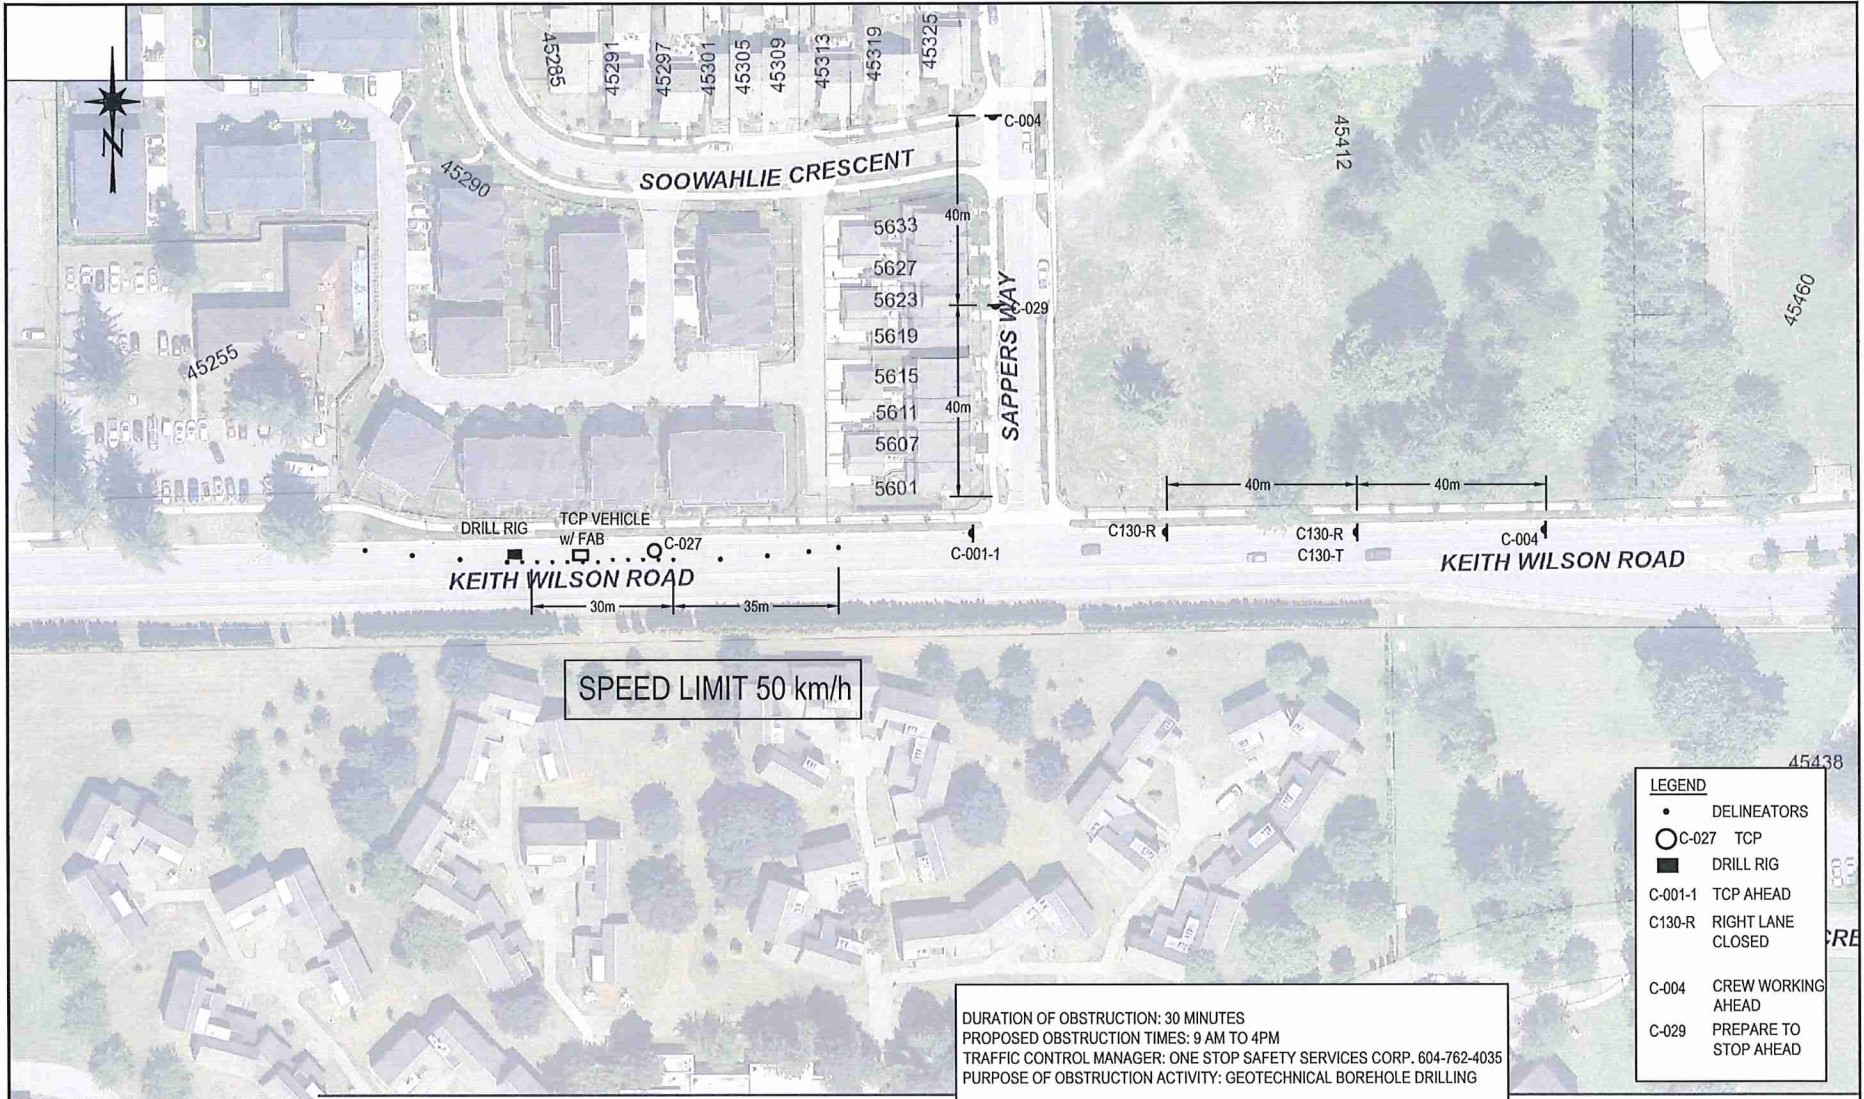 45285
45291
45297
45301
45305
45309
45313
45319
45325
C-004
N
45290
SOOWAHLIE CRESCENT
45412
40m
5633
5627
5623
5619
5615
5611
5607
5601
SAPPERS WAY
C-029
40m
45460
45255
40m
40m
DRILL RIG
TCP VEHICLE
w/ FAB
C-027
C-001-1
C130-R
C130-R
C130-T
C-004
KEITH WILSON ROAD
KEITH WILSON ROAD
30m
35m
SPEED LIMIT 50 km/h
45438
LEGEND
DELINEATORS
C-027 TCP
DRILL RIG
C-001-1 TCP AHEAD
C130-R RIGHT LANE
CLOSED
CRE
C-004 CREW WORKING
AHEAD
C-029 PREPARE TO
STOP AHEAD
DURATION OF OBSTRUCTION: 30 MINUTES
PROPOSED OBSTRUCTION TIMES: 9 AM TO 4PM
TRAFFIC CONTROL MANAGER: ONE STOP SAFETY SERVICES CORP. 604-762-4035
PURPOSE OF OBSTRUCTION ACTIVITY: GEOTECHNICAL BOREHOLE DRILLING